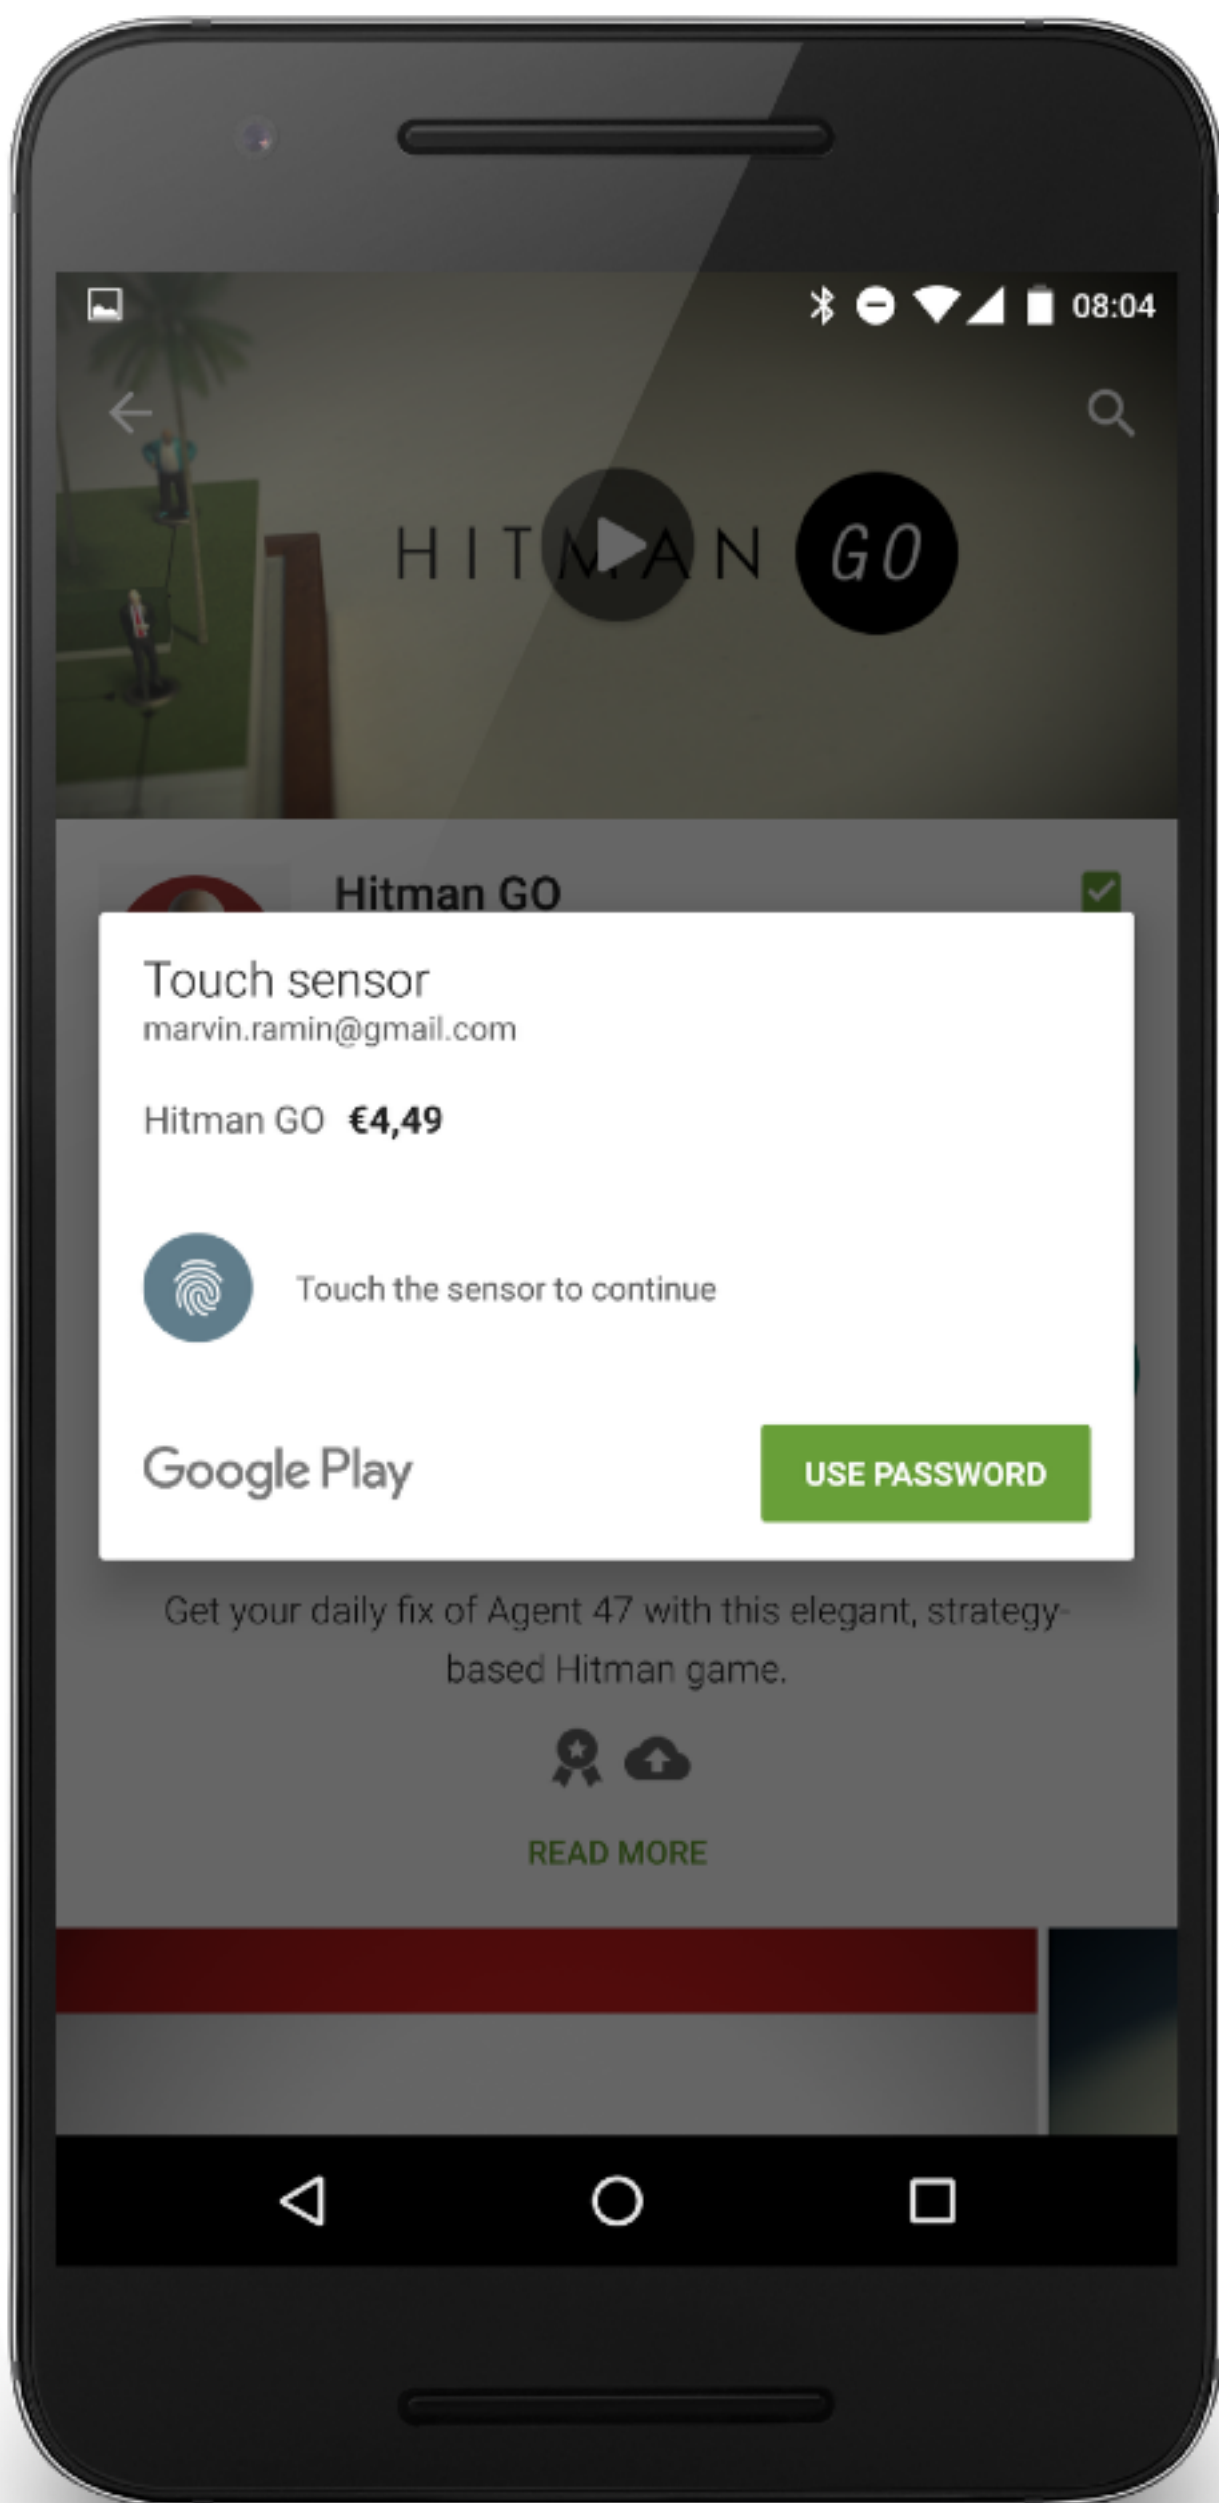 08:04
HITMAN GO
Hitman GO
Touch sensor
marvin.ramin@gmail.com
Hitman GO €4,49
Touch the sensor to continue
Google Play
USE PASSWORD
Get your daily fix of Agent 47 with this elegant, strategy-
based Hitman game.
READ MORE